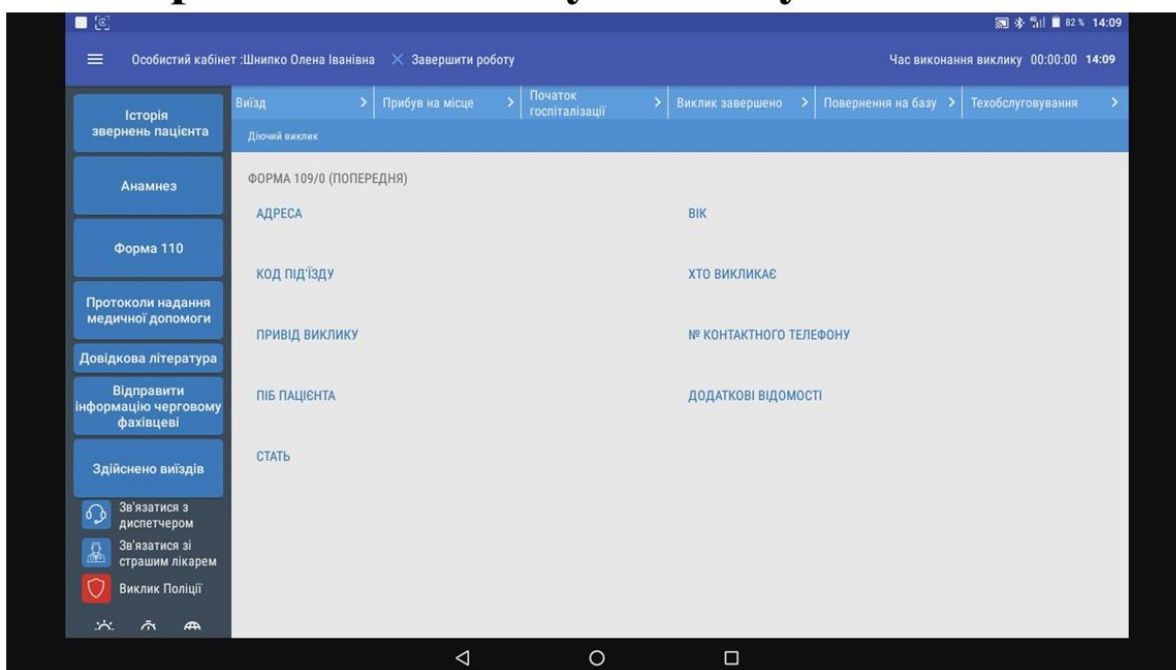 82 % 14:09
Особистий кабінет :Шнипко Олена Іванівна Завершити роботу
Час виконання виклику 00:00:00 14:09
Виїзд
Прибув на місце
Початок
госпіталізації
Виклик завершено
Повернення на базу
Техобслуговування
Діючий виклик
Історія
звернень пацієнта
Анамнез
Форма 110
Протоколи надання
медичної допомоги
Довідкова література
Відправити
інформацію черговому
фахівцеві
Здійснено виїздів
Зв'язатися з
диспетчером
Зв'язатися зі
страшим лікарем
Виклик Поліції
ФОРМА 109/0 (ПОПЕРЕДНЯ)
АДРЕСА
ВІК
КОД ПІД'ЇЗДУ
ХТО ВИКЛИКАЄ
ПРИВІД ВИКЛИКУ
№ КОНТАКТНОГО ТЕЛЕФОНУ
ПІБ ПАЦІЄНТА
ДОДАТКОВІ ВІДОМОСТІ
СТАТЬ